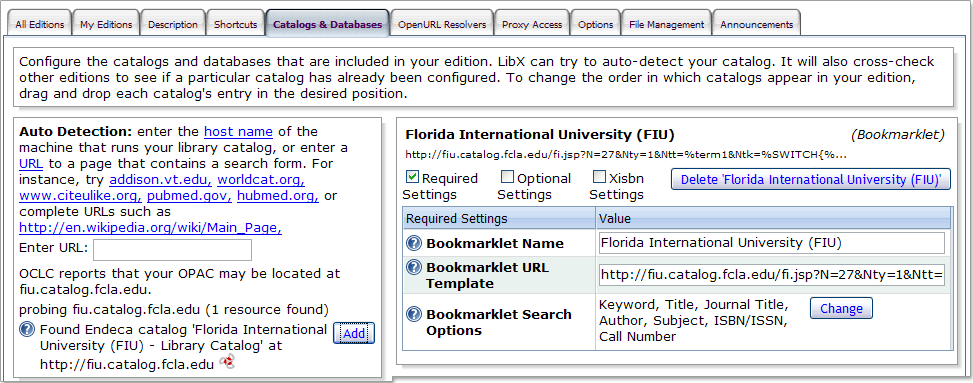 All Editions My Editions Description Shortcuts Catalogs & Databases OpenURL Resolvers Proxy Access Options File Management Announcements
Configure the catalogs and databases that are included in your edition. LibX can try to auto-detect your catalog. It will also cross-check
other editions to see if a particular catalog has already been configured. To change the order in which catalogs appear in your edition,
drag and drop each catalog's entry in the desired position.
Auto Detection: enter the host name of the
machine that runs your library catalog, or enter a
URL to a page that contains a search form. For
instance, try addison.vt.edu, worldcat.org,
www.citeulike.org, pubmed.gov, hubmed.org, or
complete URLs such as
http://en.wikipedia.org/wiki/Main_Page,
Enter URL:
OCLC reports that your OPAC may be located at
fiu.catalog.fcla.edu.
probing fiu.catalog.fcla.edu (1 resource found)
Found Endeca catalog 'Florida International
University (FIU) - Library Catalog' at
http://fiu.catalog.fcla.edu
Add
Florida International University (FIU) (Bookmarklet)
http://fiu.catalog.fcla.edu/fi.jsp?N=27&Nty=1&Ntt=%term1&Ntk=%SWITCH{%...
Required Settings
Optional Settings
Xisbn Settings
Delete 'Florida International University (FIU)'
Required Settings Value
Bookmarklet Name Florida International University (FIU)
Bookmarklet URL
Template
http://fiu.catalog.fcla.edu/fi.jsp?N=27&Nty=1&Ntt=
Bookmarklet Search
Options
Keyword, Title, Journal Title,
Author, Subject, ISBN/ISSN,
Call Number
Change